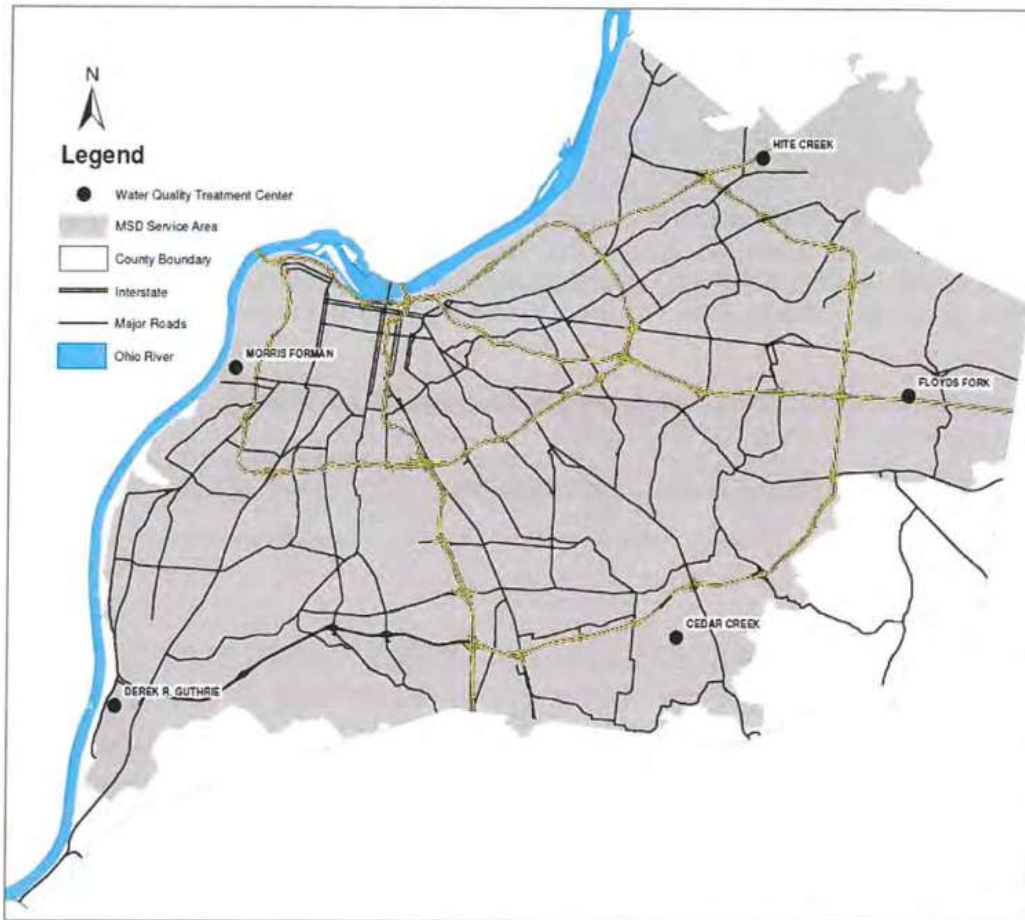 N
Legend
Water Quality Treatment Center
MSD Service Area
County Boundary
Interstate
Major Roads
Ohio River
HITE CREEK
MORRIS FORMAN
FLOYDS FORK
CEDAR CREEK
DEREK R. GUTHRIE